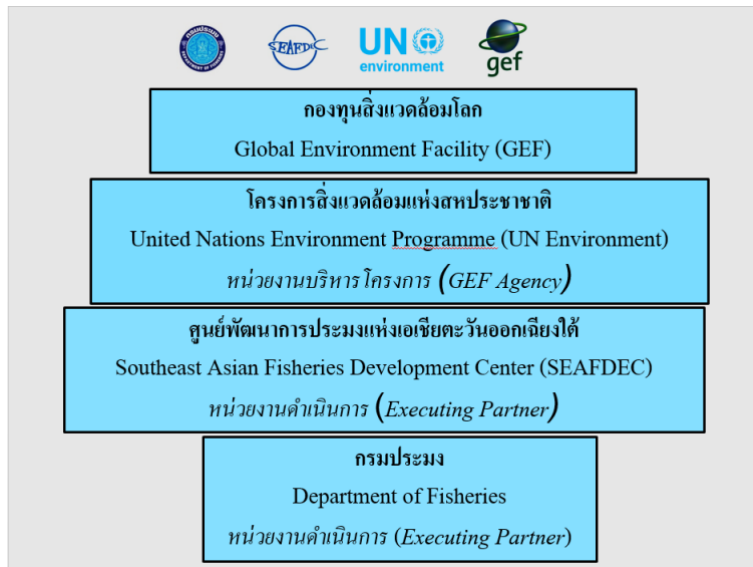 SEAFDEC
UN
environment
gef
กองทุนสิ่งแวดล้อมโลก
Global Environment Facility (GEF)
โครงการสิ่งแวดล้อมแห่งสหประชาชาติ
United Nations Environment Programme (UN Environment)
หน่วยงานบริหารโครงการ (GEF Agency)
ศูนย์พัฒนาการประมงแห่งเอเชียตะวันออกเฉียงใต้
Southeast Asian Fisheries Development Center (SEAFDEC)
หน่วยงานดำเนินการ (Executing Partner)
กรมประมง
Department of Fisheries
หน่วยงานดำเนินการ (Executing Partner)